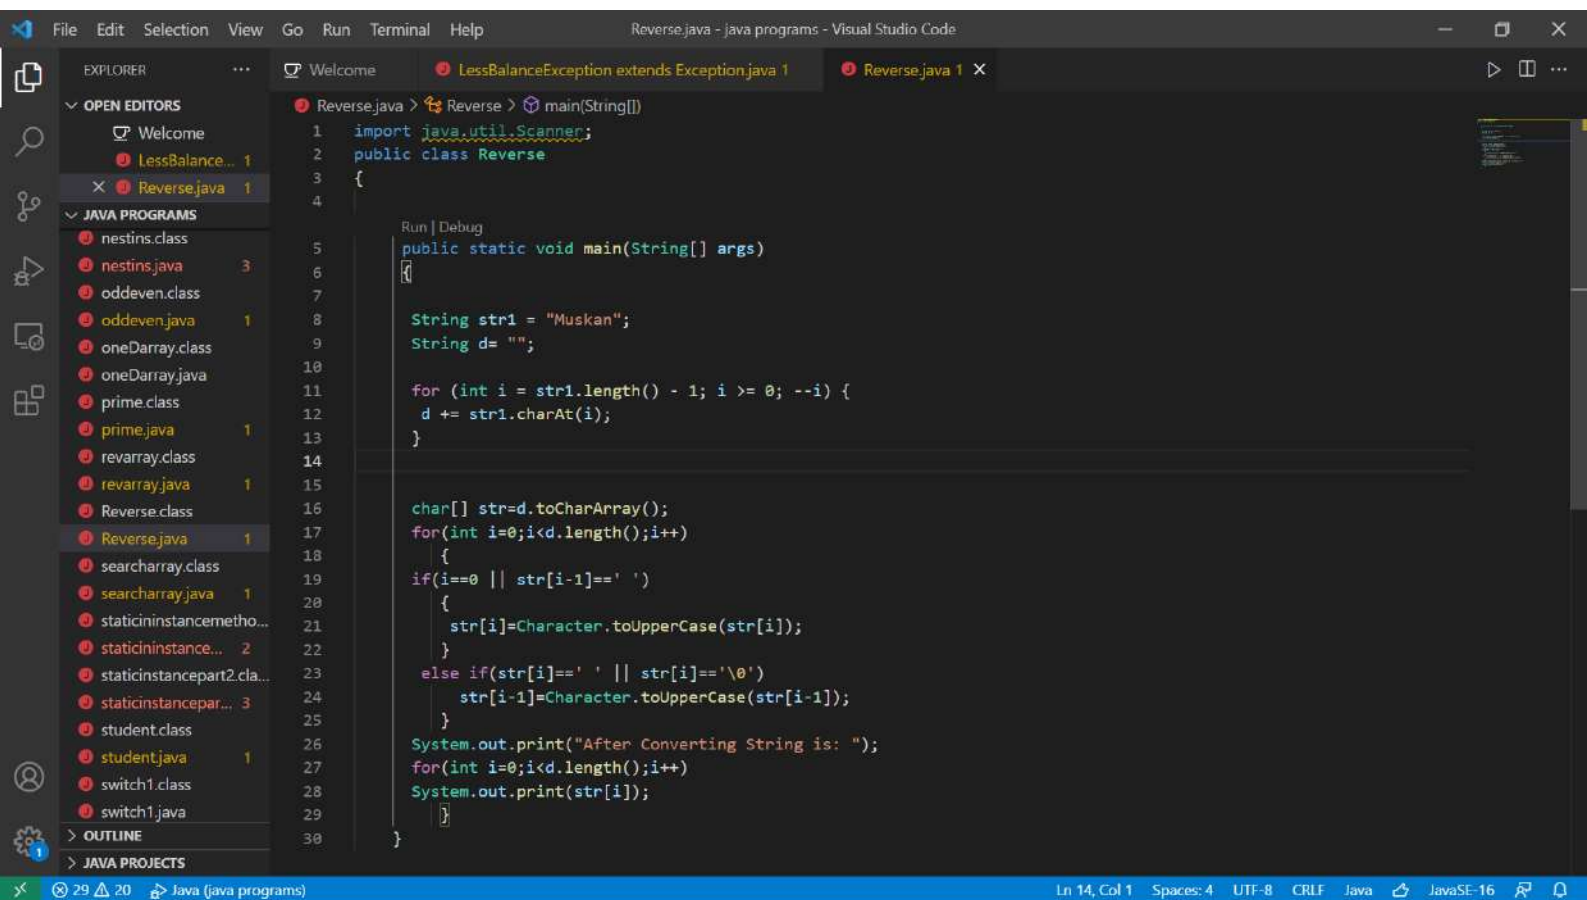 File Edit Selection View Go Run Terminal Help Reverse.java - java programs - Visual Studio Code
EXPLORER
Welcome LessBalanceException extends Exception.java 1 Reverse.java 1
OPEN EDITORS
Welcome
LessBalance... 1
Reverse.java 1
JAVA PROGRAMS
nestins.class
nestins.java 3
oddeven.class
oddeven.java 1
oneDarray.class
oneDarray.java
prime.class
prime.java 1
revarray.class
revarray.java 1
Reverse.class
Reverse.java 1
searcharray.class
searcharray.java 1
staticininstancemetho...
staticininstance... 2
staticinstancepart2.cla...
staticinstancepar... 3
student.class
student.java 1
switch1.class
switch1.java
OUTLINE
JAVA PROJECTS
Reverse.java > Reverse > main(String[])
1 import java.util.Scanner;
2 public class Reverse
3 {
4
Run | Debug
5 public static void main(String[] args)
6 {
7
8 String str1 = "Muskan";
9 String d= "";
10
11 for (int i = str1.length() - 1; i >= 0; --i) {
12 d += str1.charAt(i);
13 }
14
15
16 char[] str=d.toCharArray();
17 for(int i=0;i<d.length();i++)
18 {
19 if(i==0 || str[i-1]==' ')
20 {
21 str[i]=Character.toUpperCase(str[i]);
22 }
23 else if(str[i]==' ' || str[i]=='\0')
24 str[i-1]=Character.toUpperCase(str[i-1]);
25 }
26 System.out.print("After Converting String is: ");
27 for(int i=0;i<d.length();i++)
28 System.out.print(str[i]);
29 }
30 }
1
29 20 Java (java programs) Ln 14, Col 1 Spaces: 4 UTF-8 CRLF Java JavaSE-16